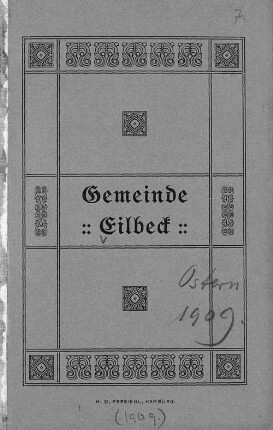 7.
Gemeinde
:: Eilbeck ::
Ostern
1909.
H. O. PERSIEHL, HAMBURG.
(1909.)